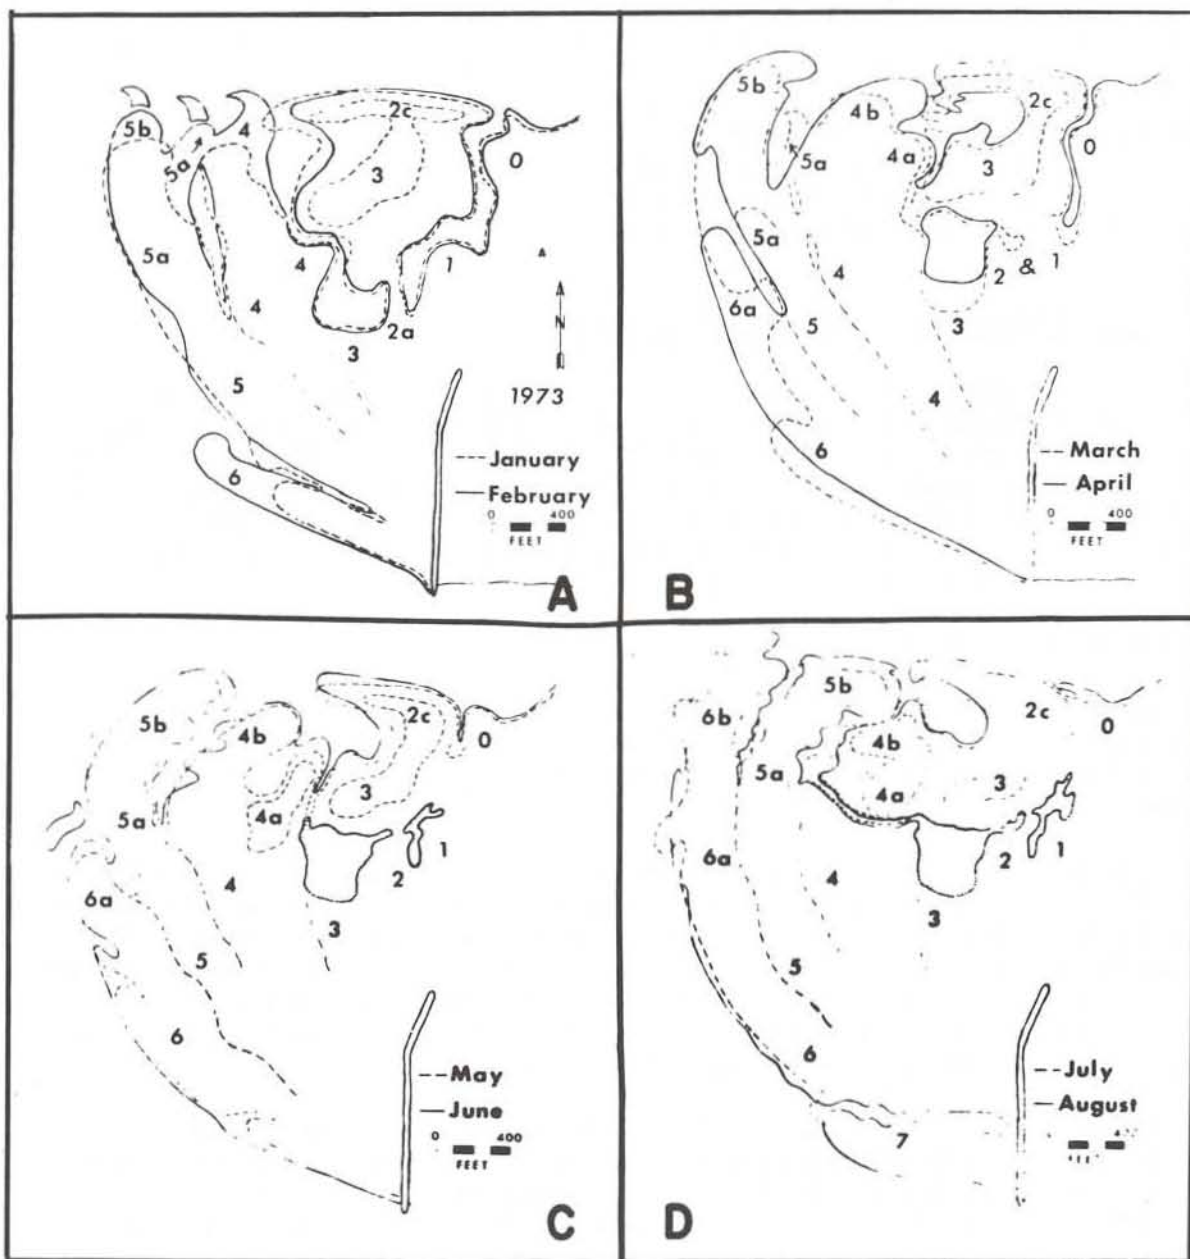 2c
5b
4
0
5a
3
5a
4
1
4
2a
3
N
5
1973
January
6
February
0 400
FEET
A
5b
2c
4b
4a
0
5a
3
5a
4
2 & 1
6a
5
3
4
6
March
April
0 400
FEET
B
5b
4b
2c
0
3
5a
4a
1
4
2
6a
3
5
6
May
June
0 400
FEET
C
5b
6b
2c
0
4b
5a
3
4a
6a
4
2
1
3
5
6
July
August
7
D